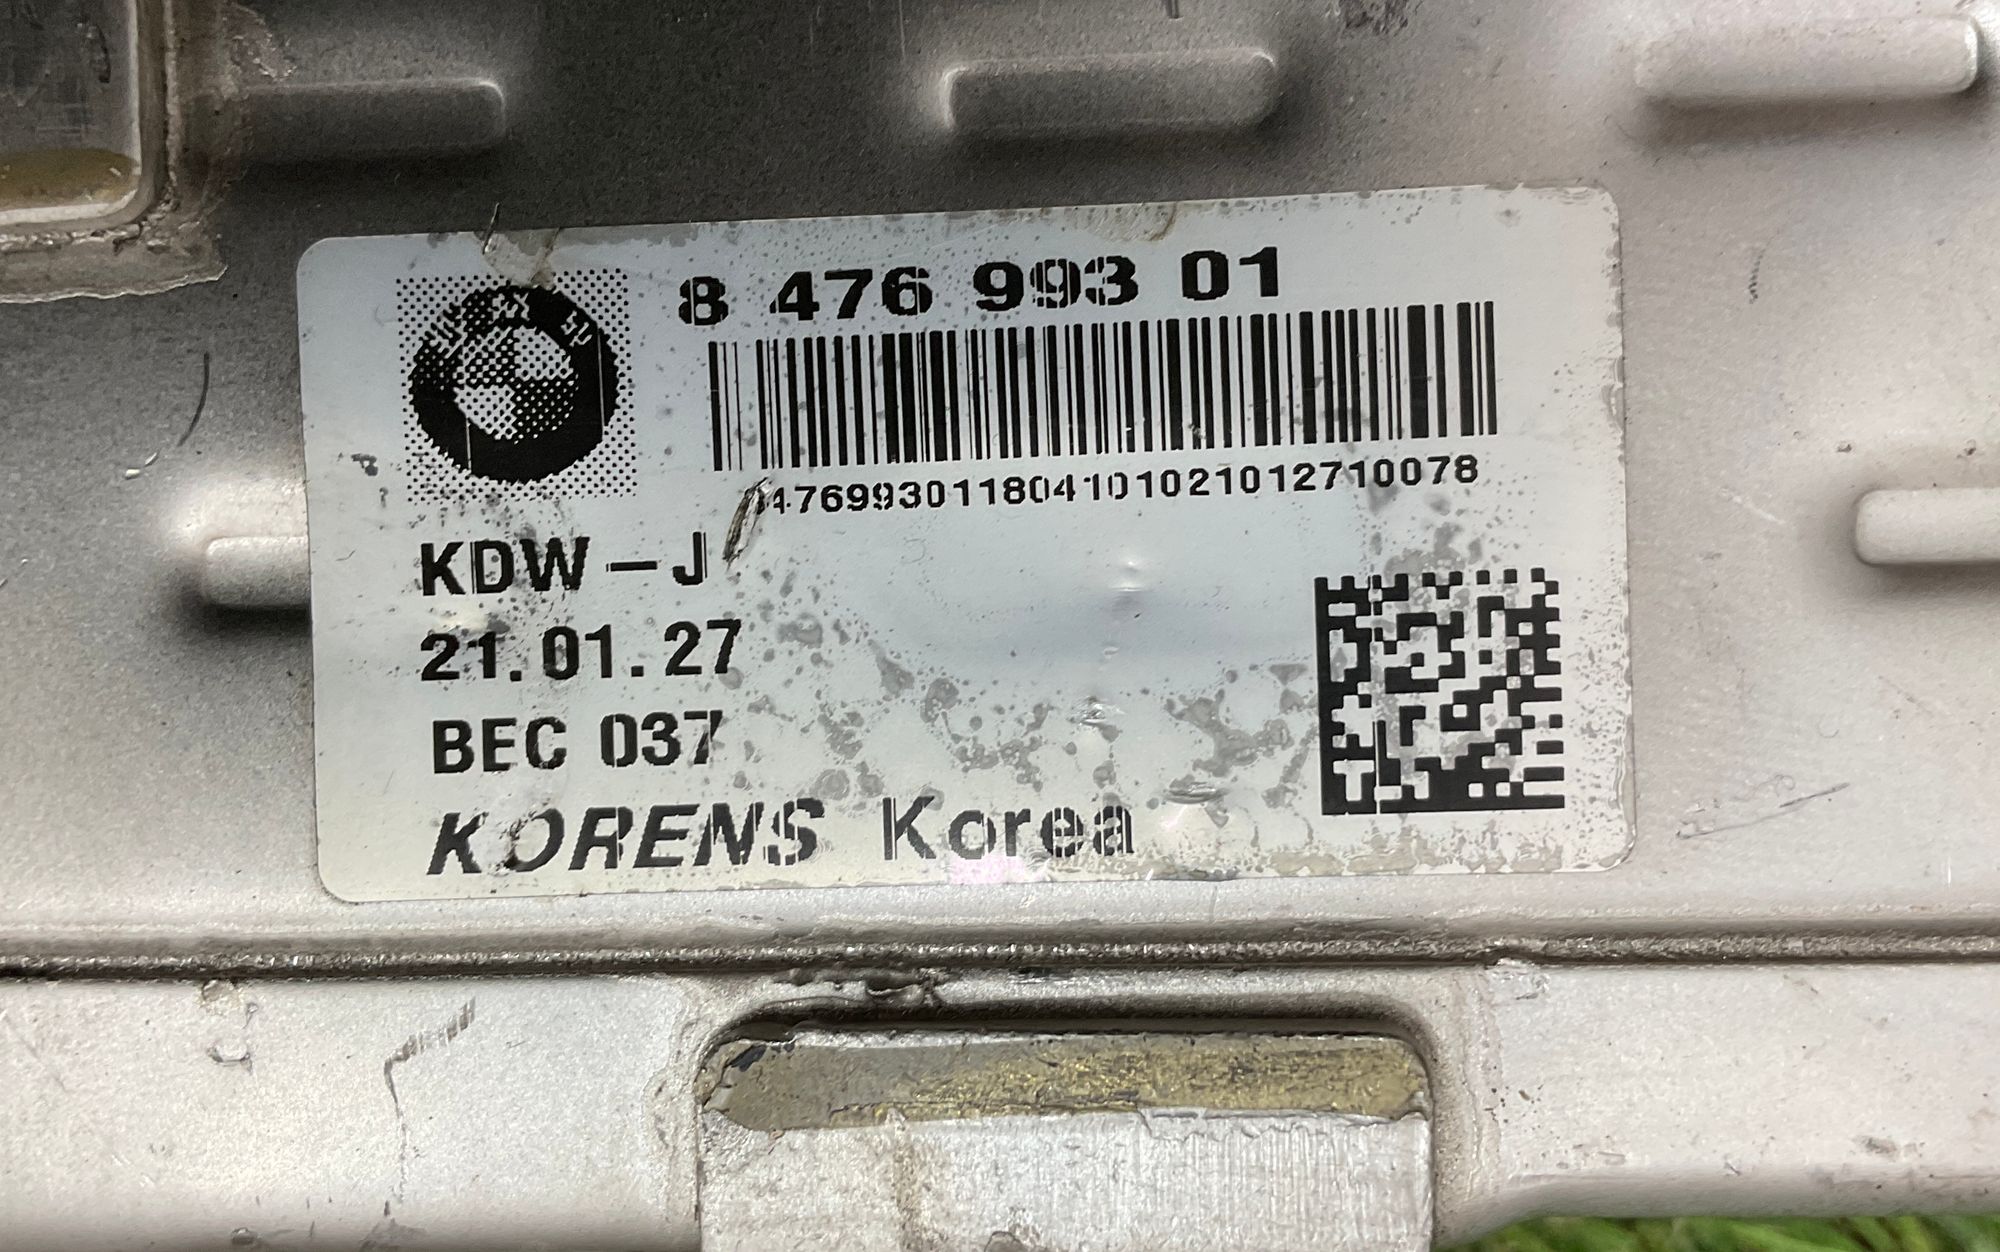 8 476 993 01
476993011804101021012710078
KDW-J
21.01.27
BEC 037
KORENS Korea